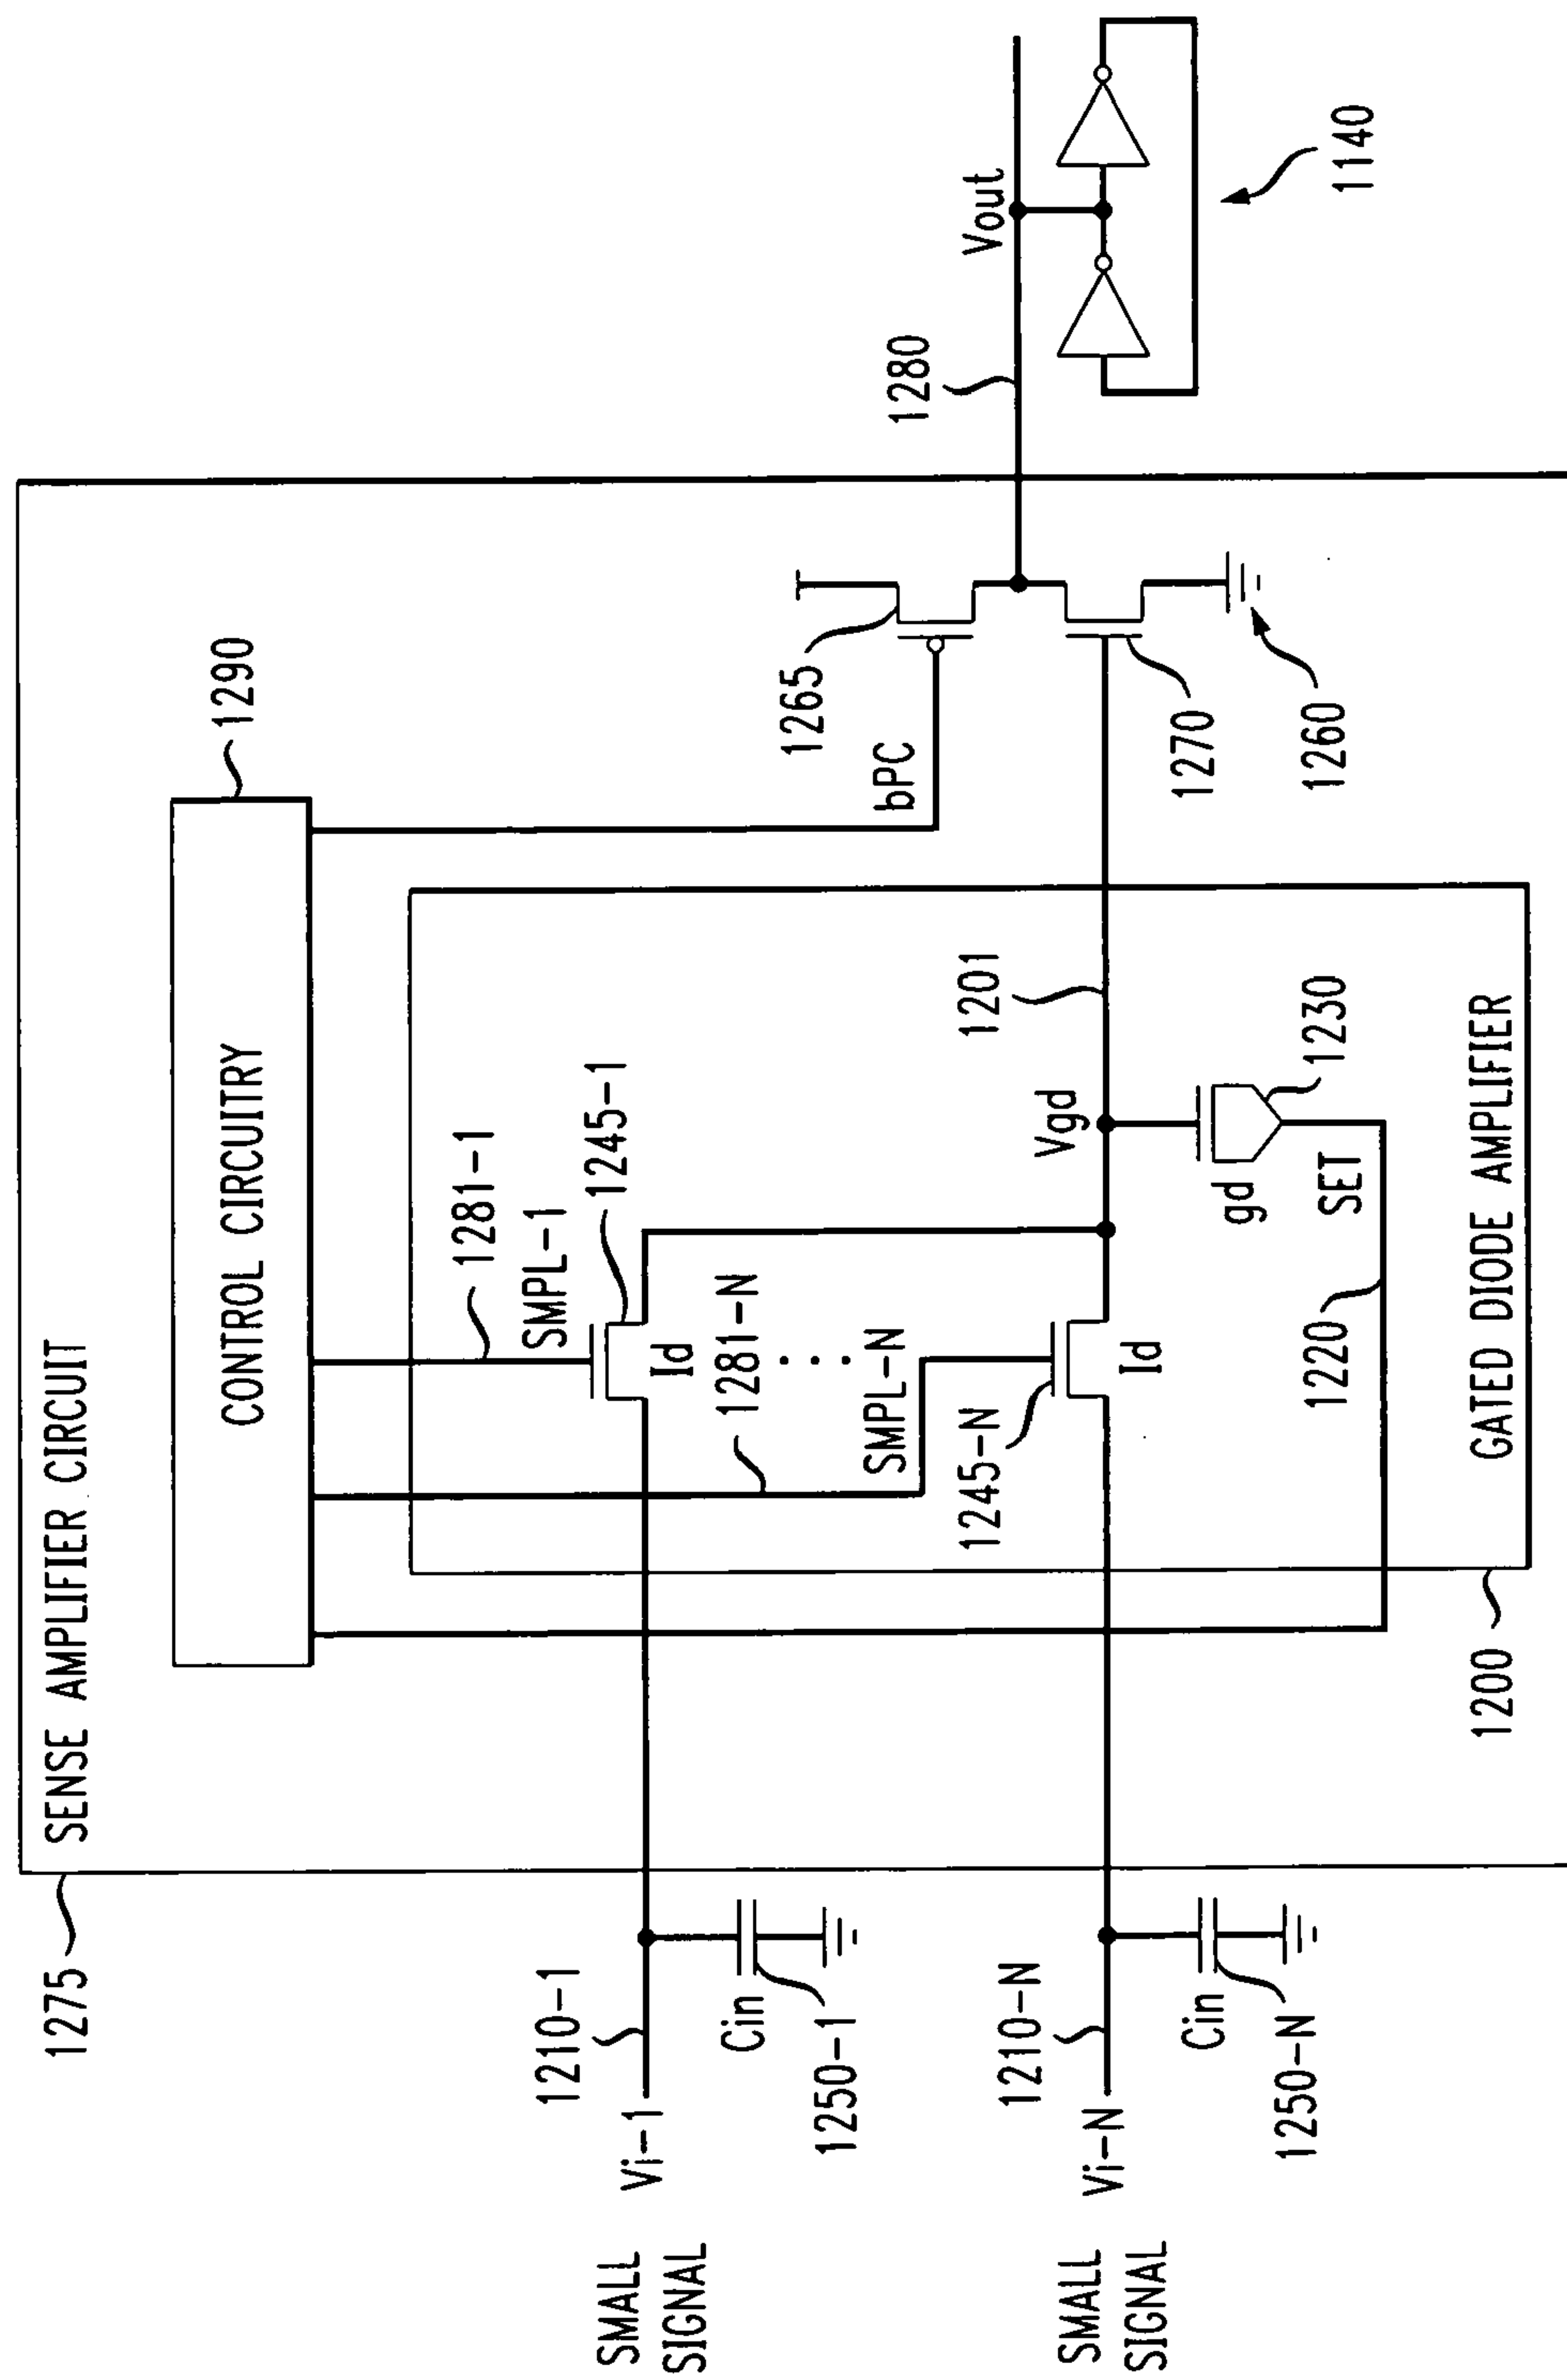 1275
SENSE AMPLIFIER CIRCUIT
CONTROL CIRCUITRY
1290
1281-1
SMPL-1
1245-1
Id
1281-N
SMPL-N
1245-N
Id
1210-1
Vi-1
SMALL
SIGNAL
Cin
1250-1
1210-N
Vi-N
SMALL
SIGNAL
Cin
1250-N
Vgd
1201
gd
1230
SET
1220
GATED DIODE AMPLIFIER
1200
bPC
1265
1270
1260
1280
Vout
1140